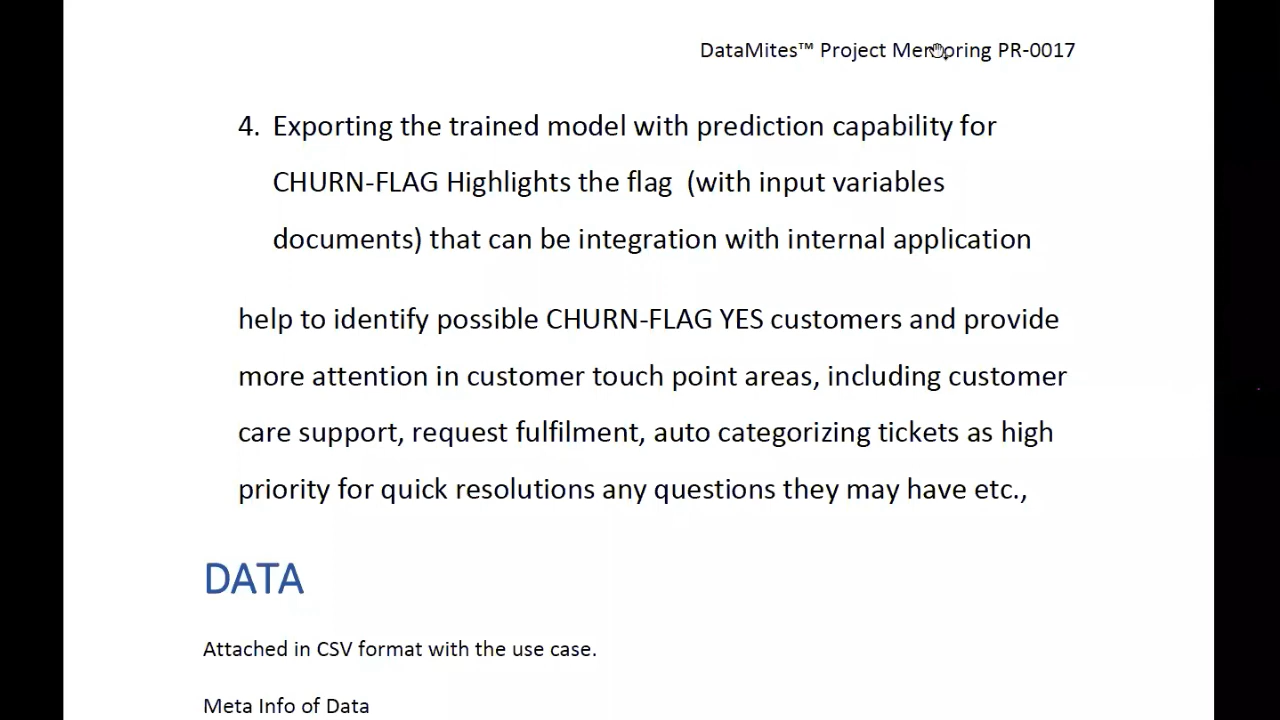 DataMites™ Project Mentoring PR-0017
4. Exporting the trained model with prediction capability for
CHURN-FLAG Highlights the flag (with input variables
documents) that can be integration with internal application
help to identify possible CHURN-FLAG YES customers and provide
more attention in customer touch point areas, including customer
care support, request fulfilment, auto categorizing tickets as high
priority for quick resolutions any questions they may have etc.,
DATA
Attached in CSV format with the use case.
Meta Info of Data